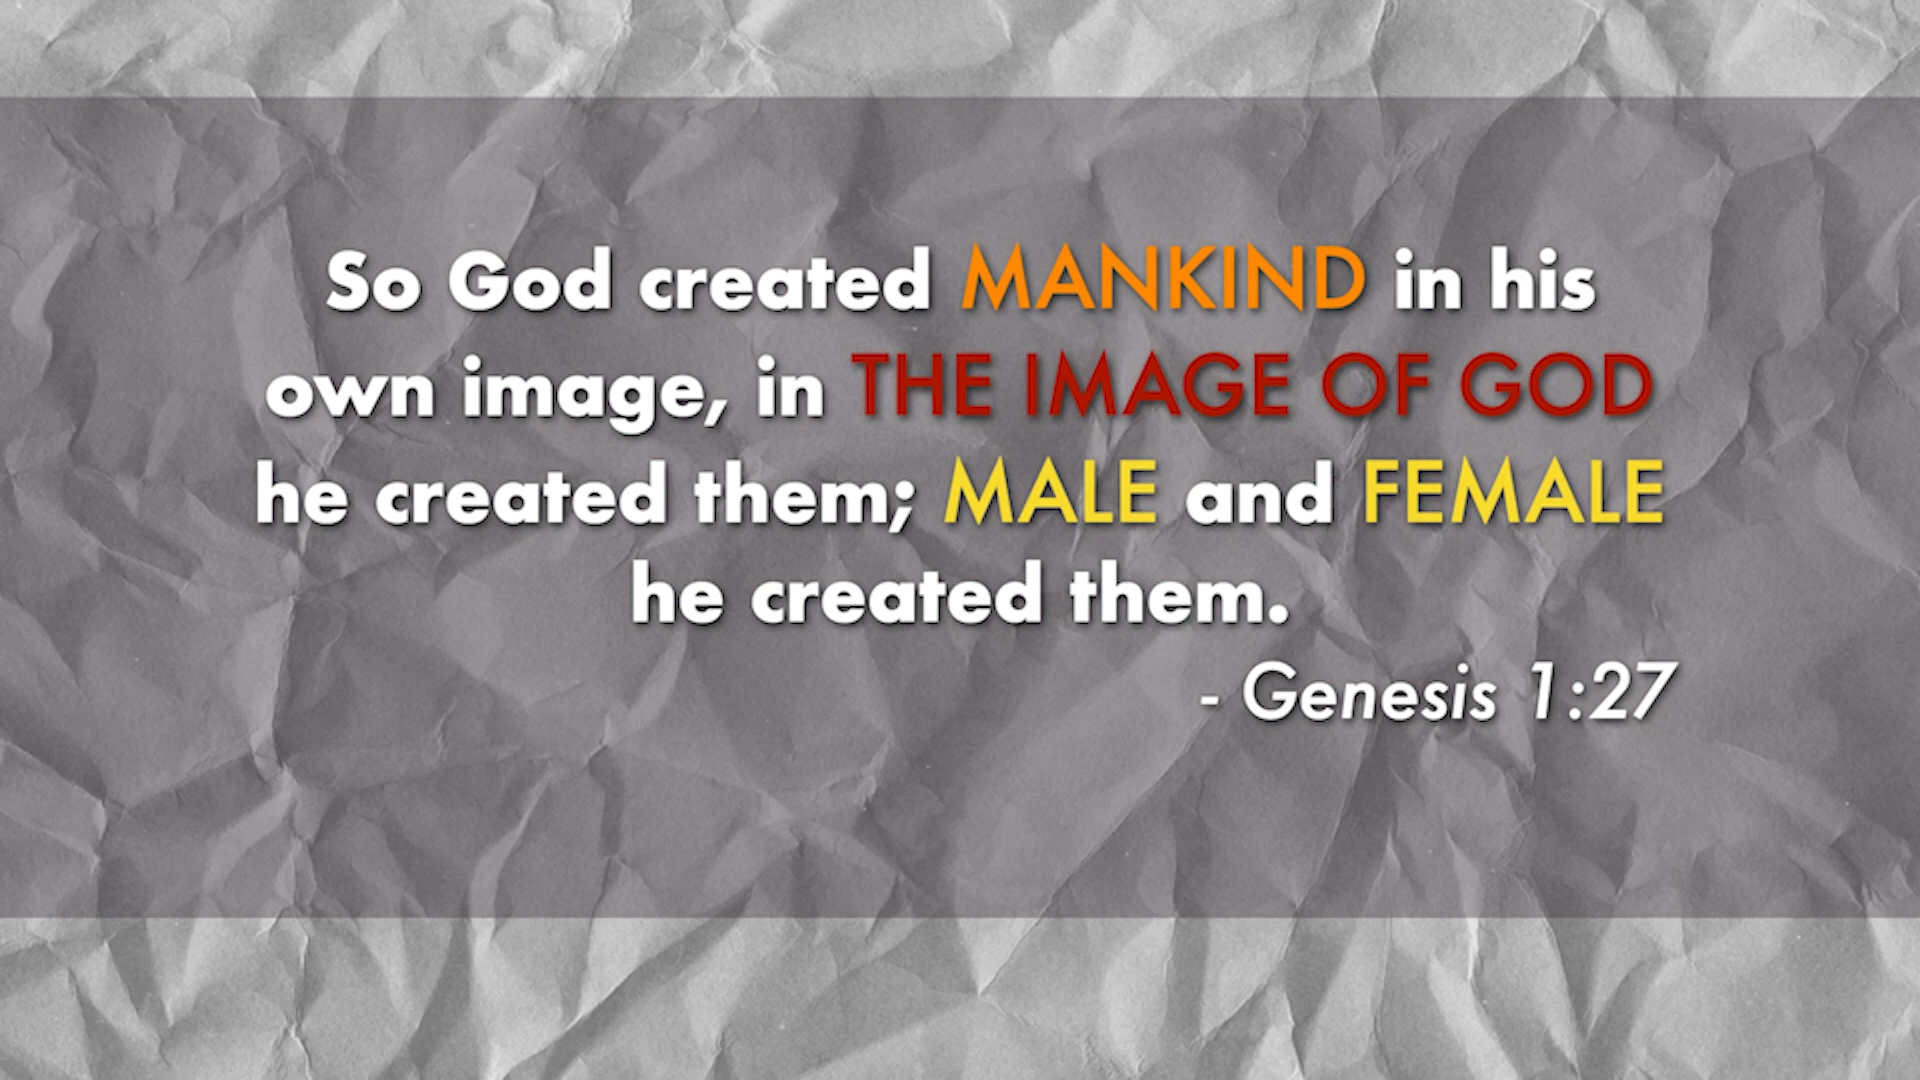 So God created MANKIND in his
own image, in THE IMAGE OF GOD
he created them; MALE and FEMALE
he created them.
- Genesis 1:27